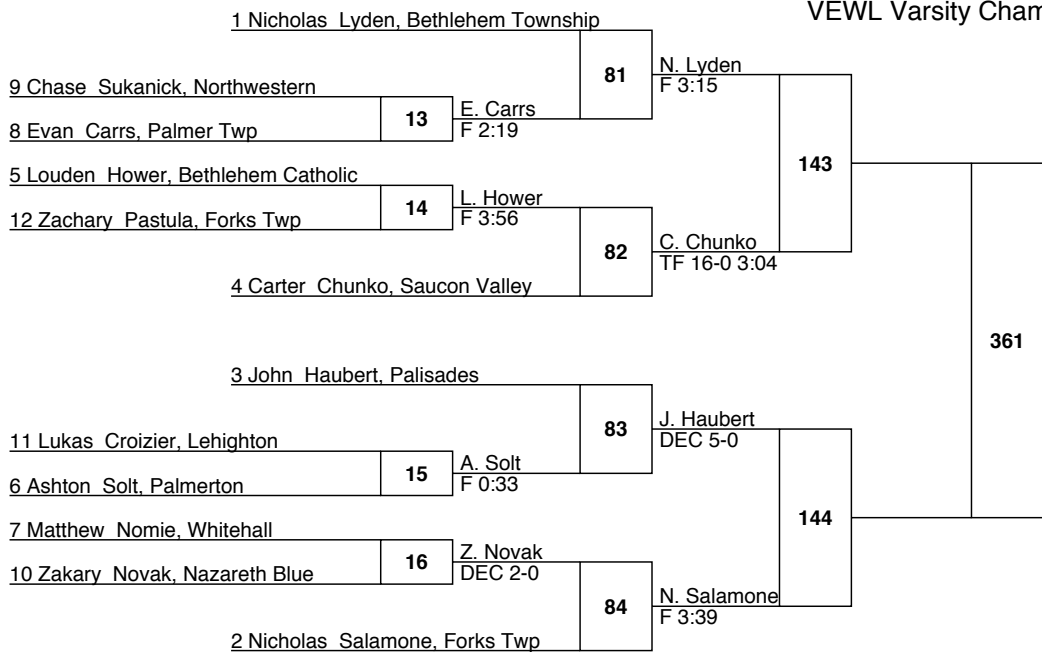 VEWL Varsity Cham
1 Nicholas Lyden, Bethlehem Township
81
N. Lyden
F 3:15
9 Chase Sukanick, Northwestern
13
E. Carrs
F 2:19
8 Evan Carrs, Palmer Twp
143
5 Louden Hower, Bethlehem Catholic
14
L. Hower
F 3:56
12 Zachary Pastula, Forks Twp
82
C. Chunko
TF 16-0 3:04
4 Carter Chunko, Saucon Valley
361
3 John Haubert, Palisades
83
J. Haubert
DEC 5-0
11 Lukas Croizier, Lehighton
15
A. Solt
F 0:33
6 Ashton Solt, Palmerton
144
7 Matthew Nomie, Whitehall
16
Z. Novak
DEC 2-0
10 Zakary Novak, Nazareth Blue
84
N. Salamone
F 3:39
2 Nicholas Salamone, Forks Twp